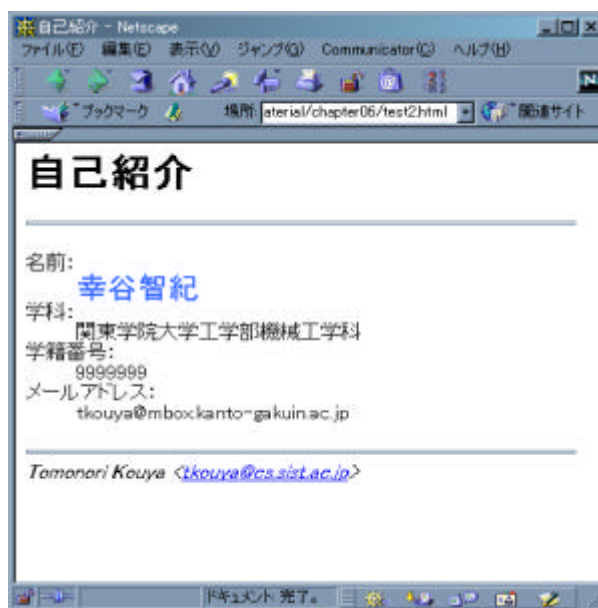 自己紹介 - Netscape
ファイル(F) 編集(E) 表示(V) ジャンプ(G) Communicator(C) ヘルプ(H)
N
ブックマーク 場所: aterial/chapter06/test2.html 関連サイト
自己紹介
名前:
幸谷智紀
学科:
関東学院大学工学部機械工学科
学籍番号:
9999999
メールアドレス:
tkouya@mbox.kanto-gakuin.ac.jp
Tomonori Kouya <tkouya@cs.sist.ac.jp>
ドキュメント: 完了。